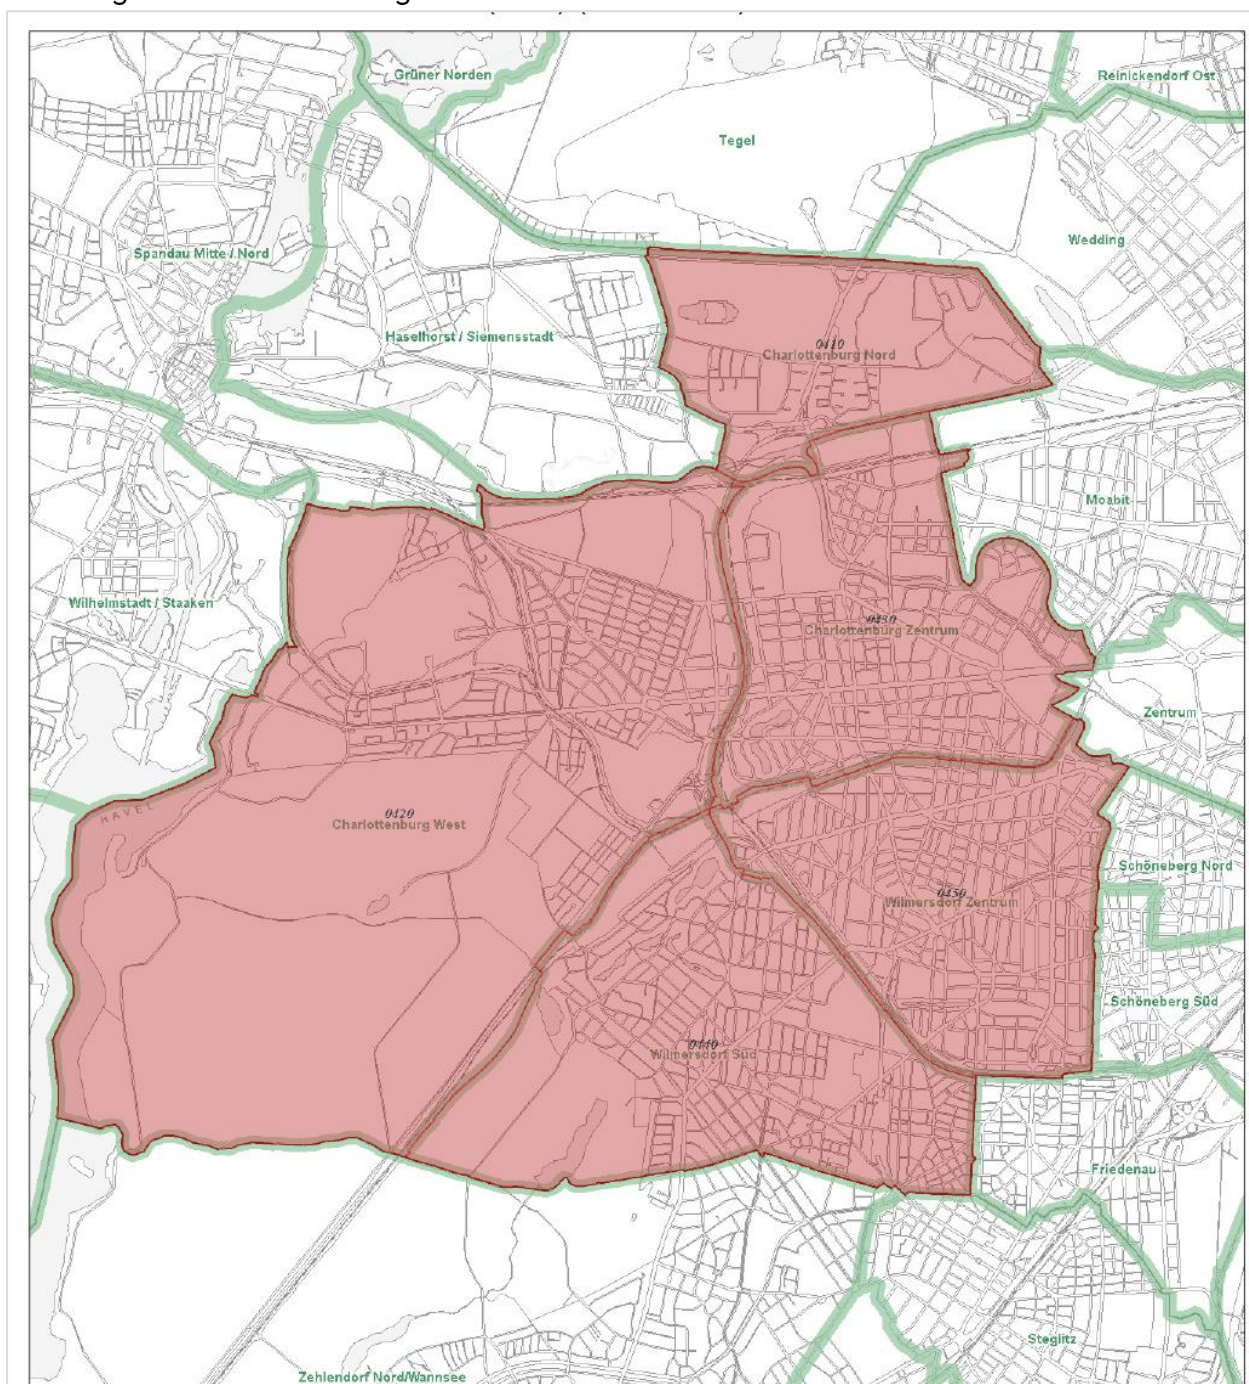 Grüner Norden
Reinickendorf Ost
Tegel
Wedding
Spandau Mitte / Nord
Haselhorst / Siemensstadt
0410
Charlottenburg Nord
Moabit
Wilhelmstadt / Staaken
0430
Charlottenburg Zentrum
Zentrum
HAVEL
0420
Charlottenburg West
Schöneberg Nord
0450
Wilmersdorf Zentrum
Schöneberg Süd
0440
Wilmersdorf Süd
Friedenau
Steglitz
Zehlendorf Nord/Wannsee